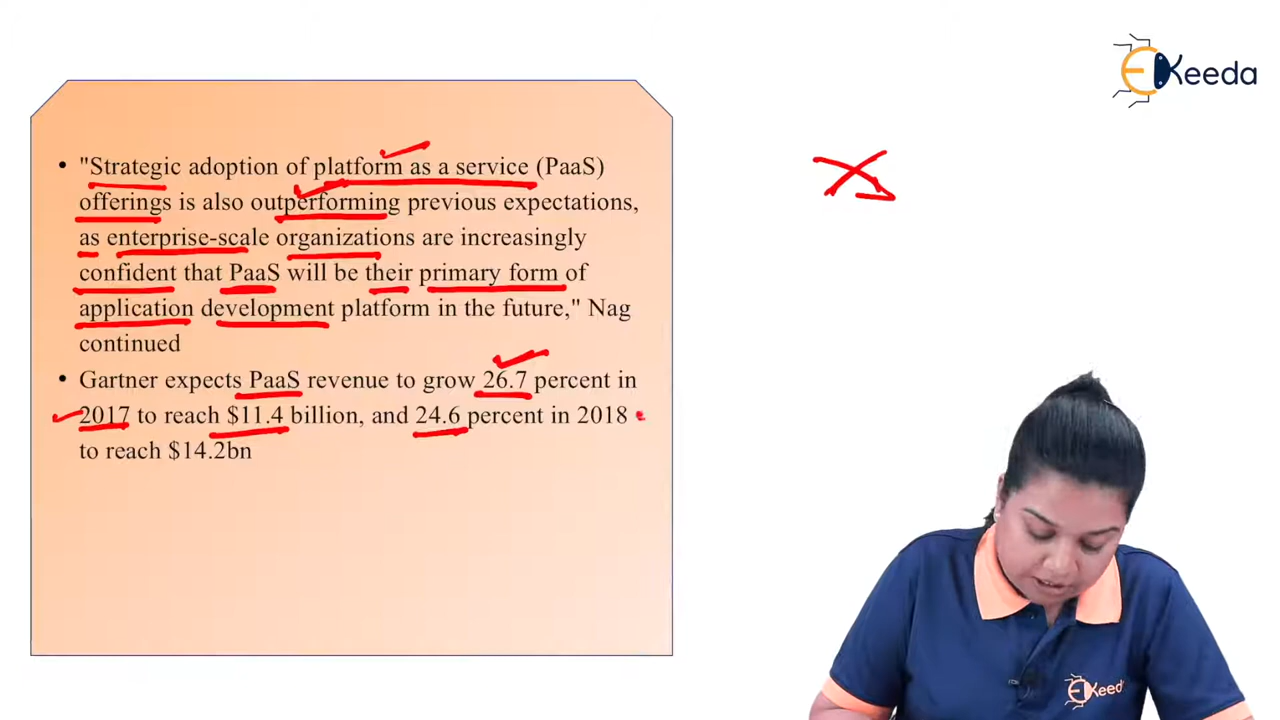 EKeeda
• "Strategic adoption of platform as a service (PaaS)
offerings is also outperforming previous expectations,
as enterprise-scale organizations are increasingly
confident that PaaS will be their primary form of
application development platform in the future," Nag
continued
• Gartner expects PaaS revenue to grow 26.7 percent in
2017 to reach $11.4 billion, and 24.6 percent in 2018
to reach $14.2bn
EKeeda